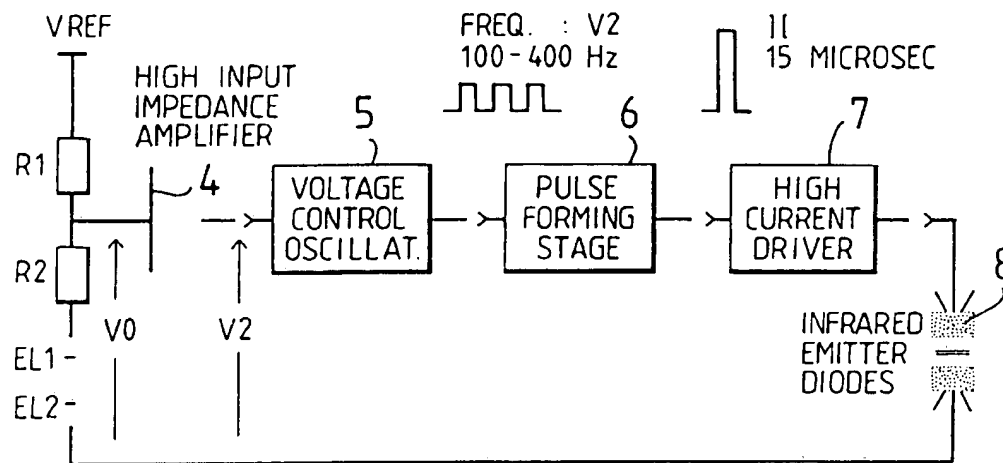 VREF
HIGH INPUT
IMPEDANCE
AMPLIFIER
FREQ. : V2
100-400 Hz
II
15 MICROSEC
R1
4
5
6
7
VOLTAGE
CONTROL
OSCILLAT.
PULSE
FORMING
STAGE
HIGH
CURRENT
DRIVER
R2
V0
V2
EL1
EL2
INFRARED
EMITTER
DIODES
8